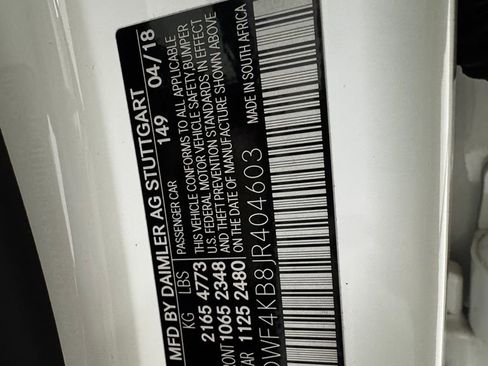 MFD BY DAIMLER AG STUTTGART
149 04/18
KG LBS PASSENGER CAR
2165 4773 THIS VEHICLE CONFORMS TO ALL APPLICABLE
U.S. FEDERAL MOTOR VEHICLE SAFETY,BUMPER
1065 2348 AND THEFT PREVENTION STANDARDS IN EFFECT
1125 2480 ON THE DATE OF MANUFACTURE SHOWN ABOVE
MADE IN SOUTH AFRICA
WF4KB8JR404603